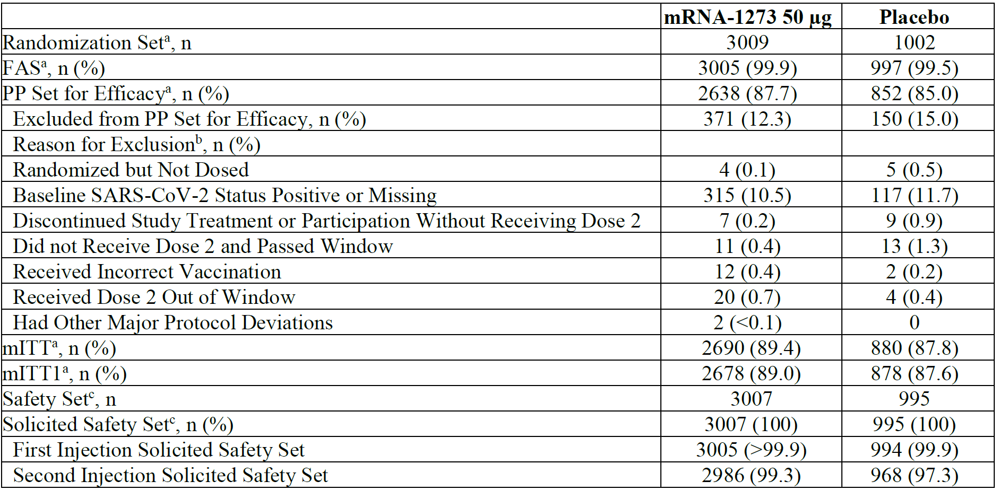 mRNA-1273 50 µg Placebo
Randomization Setᵃ, n 3009 1002
FASᵃ, n (%) 3005 (99.9) 997 (99.5)
PP Set for Efficacyᵃ, n (%) 2638 (87.7) 852 (85.0)
Excluded from PP Set for Efficacy, n (%) 371 (12.3) 150 (15.0)
Reason for Exclusionᵇ, n (%)
Randomized but Not Dosed 4 (0.1) 5 (0.5)
Baseline SARS-CoV-2 Status Positive or Missing 315 (10.5) 117 (11.7)
Discontinued Study Treatment or Participation Without Receiving Dose 2 7 (0.2) 9 (0.9)
Did not Receive Dose 2 and Passed Window 11 (0.4) 13 (1.3)
Received Incorrect Vaccination 12 (0.4) 2 (0.2)
Received Dose 2 Out of Window 20 (0.7) 4 (0.4)
Had Other Major Protocol Deviations 2 (<0.1) 0
mITTᵃ, n (%) 2690 (89.4) 880 (87.8)
mITT1ᵃ, n (%) 2678 (89.0) 878 (87.6)
Safety Setᶜ, n 3007 995
Solicited Safety Setᶜ, n (%) 3007 (100) 995 (100)
First Injection Solicited Safety Set 3005 (>99.9) 994 (99.9)
Second Injection Solicited Safety Set 2986 (99.3) 968 (97.3)